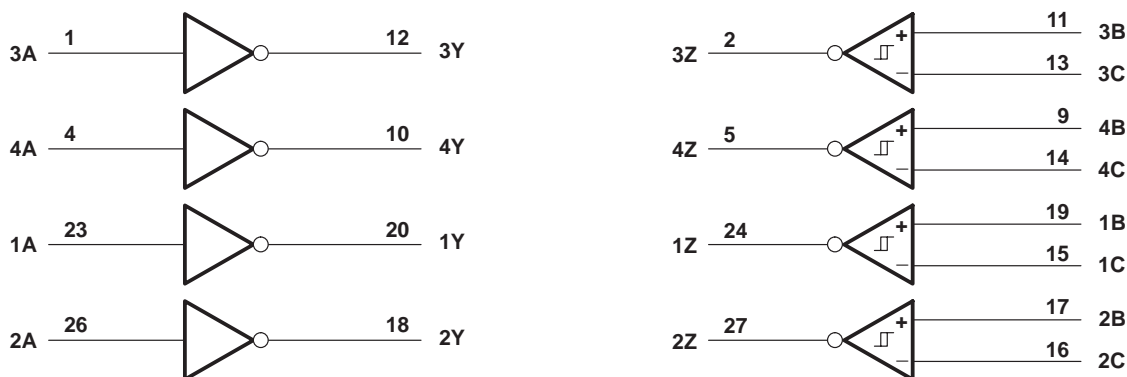 3A 1 12 3Y
4A 4 10 4Y
1A 23 20 1Y
2A 26 18 2Y
3Z 2 + 11 3B
− 13 3C
4Z 5 + 9 4B
− 14 4C
1Z 24 + 19 1B
− 15 1C
2Z 27 + 17 2B
− 16 2C